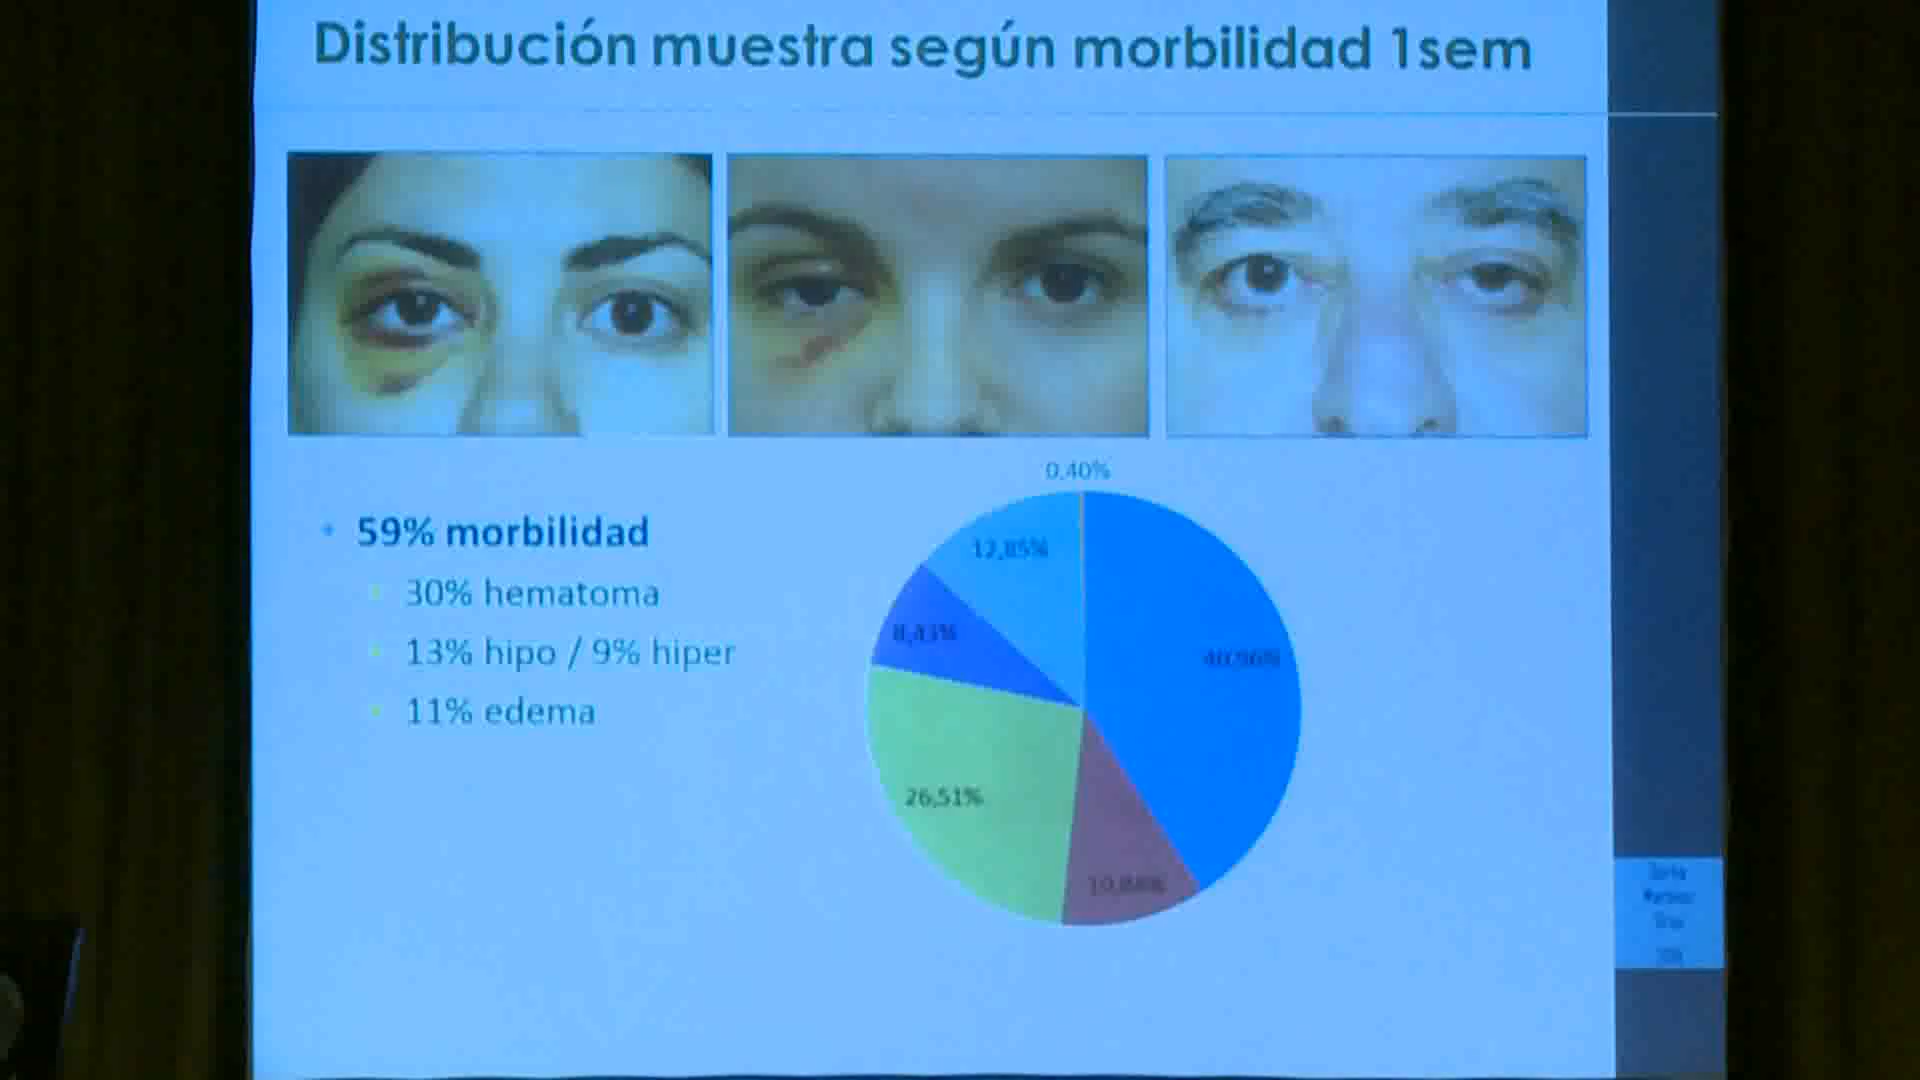 Distribución muestra según morbilidad 1sem
0,40%
12,85%
8,43%
40,96%
26,51%
10,84%
• 59% morbilidad
• 30% hematoma
• 13% hipo / 9% hiper
• 11% edema